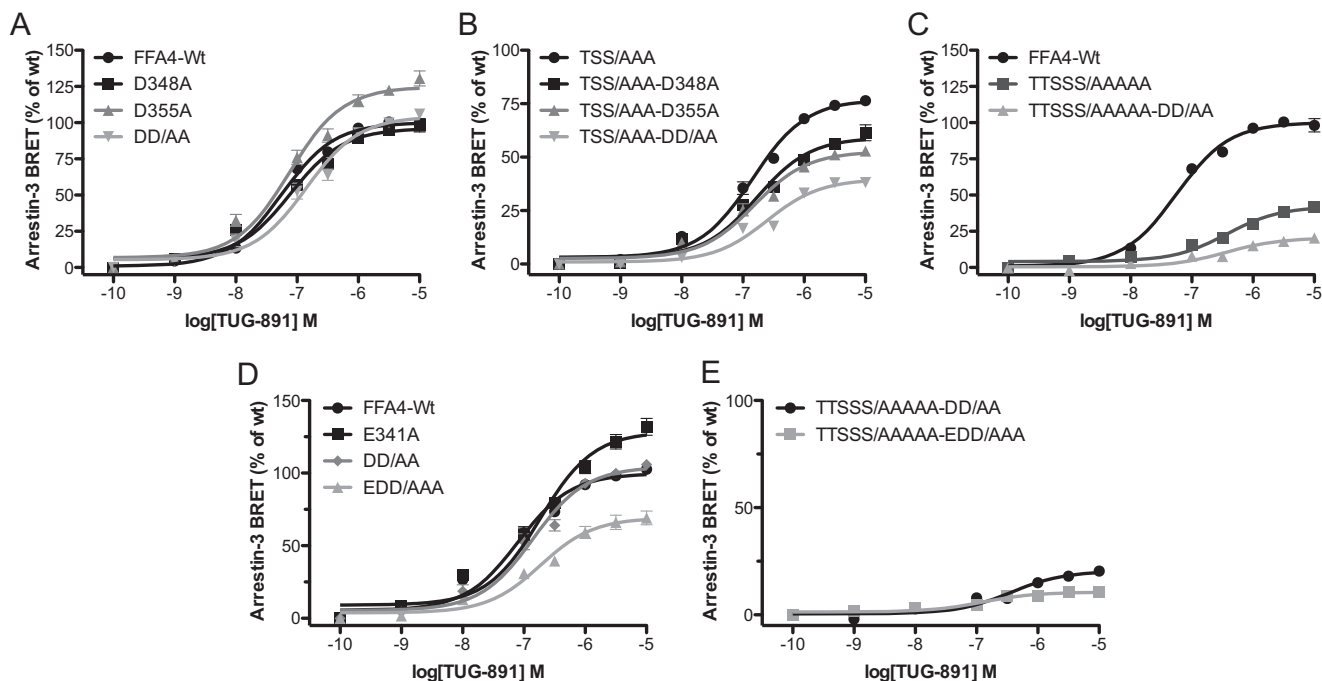 A
Arrestin-3 BRET (% of wt)
150
125
100
75
50
25
0
FFA4-Wt
D348A
D355A
DD/AA
-10 -9 -8 -7 -6 -5
log[TUG-891] M
B
Arrestin-3 BRET (% of wt)
100
75
50
25
0
TSS/AAA
TSS/AAA-D348A
TSS/AAA-D355A
TSS/AAA-DD/AA
-10 -9 -8 -7 -6 -5
log[TUG-891] M
C
Arrestin-3 BRET (% of wt)
150
125
100
75
50
25
0
FFA4-Wt
TTSSS/AAAAA
TTSSS/AAAAA-DD/AA
-10 -9 -8 -7 -6 -5
log[TUG-891] M
D
Arrestin-3 BRET (% of wt)
150
100
50
0
FFA4-Wt
E341A
DD/AA
EDD/AAA
-10 -9 -8 -7 -6 -5
log[TUG-891] M
E
Arrestin-3 BRET (% of wt)
100
50
0
TTSSS/AAAAA-DD/AA
TTSSS/AAAAA-EDD/AAA
-10 -9 -8 -7 -6 -5
log[TUG-891] M